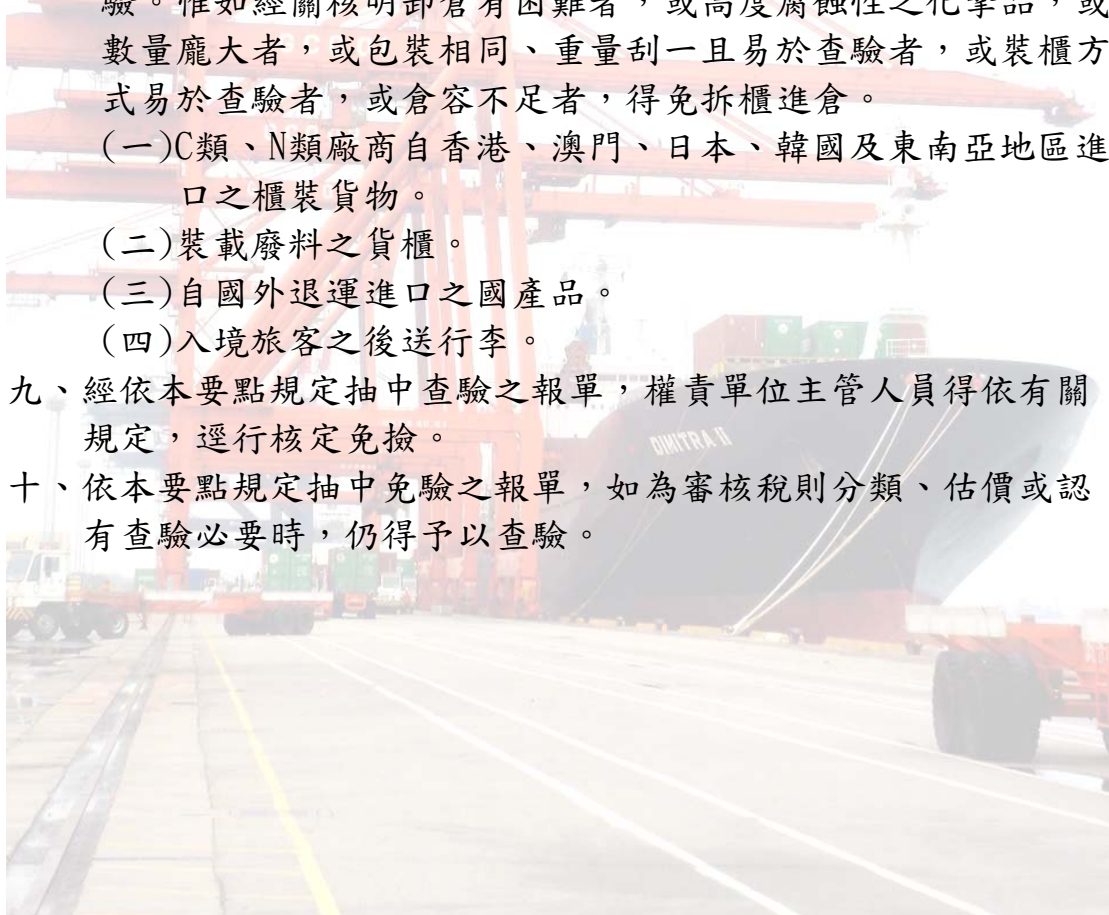 驗。惟如經關核明卸倉有困難者，或高度腐蝕性之化學品，或
數量龐大者，或包裝相同、重量刮一且易於查驗者，或裝櫃方
式易於查驗者，或倉容不足者，得免拆櫃進倉。
(一)C類、N類廠商自香港、澳門、日本、韓國及東南亞地區進
口之櫃裝貨物。
(二)裝載廢料之貨櫃。
(三)自國外退運進口之國產品。
(四)入境旅客之後送行李。
九、經依本要點規定抽中查驗之報單，權責單位主管人員得依有關
規定，逕行核定免撿。
十、依本要點規定抽中免驗之報單，如為審核稅則分類、估價或認
有查驗必要時，仍得予以查驗。
DIMITRA II